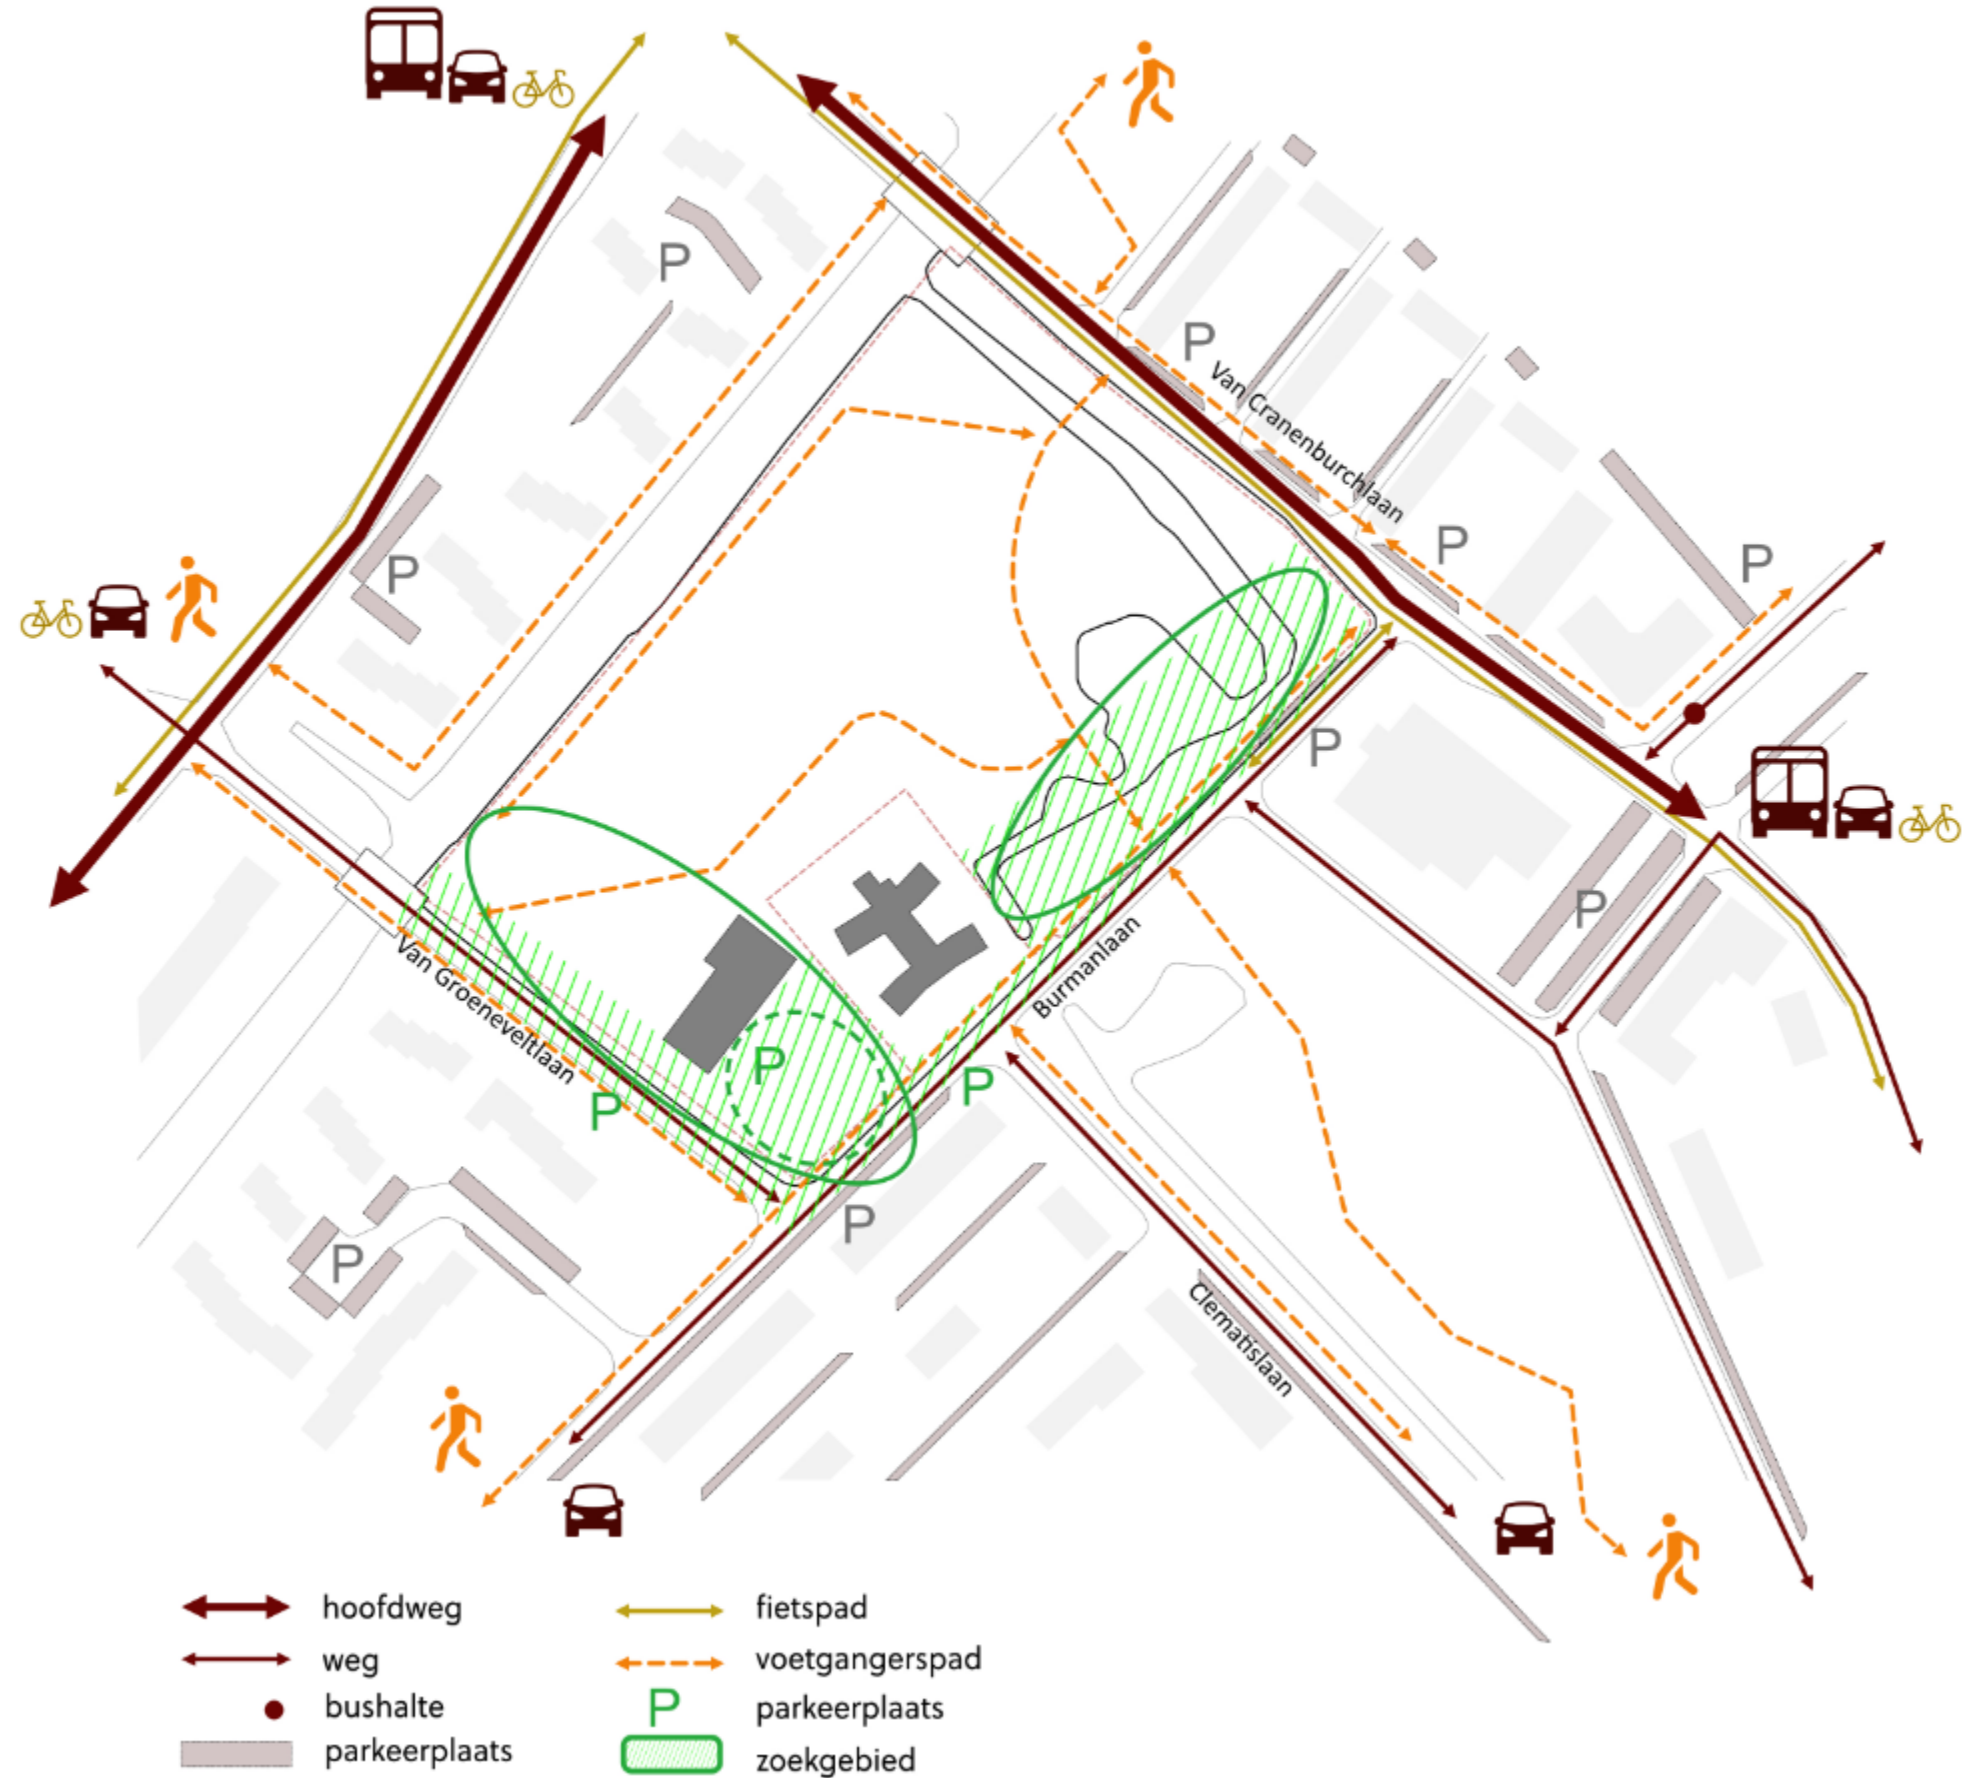 P
P
Van Cranenburchlaan
P
P
P
P
P
Van Groeneveltlaan
Burmanlaan
P
P
P
P
P
Clematislaan
hoofdweg
fietspad
weg
voetgangerspad
bushalte
P
parkeerplaats
parkeerplaats
zoekgebied